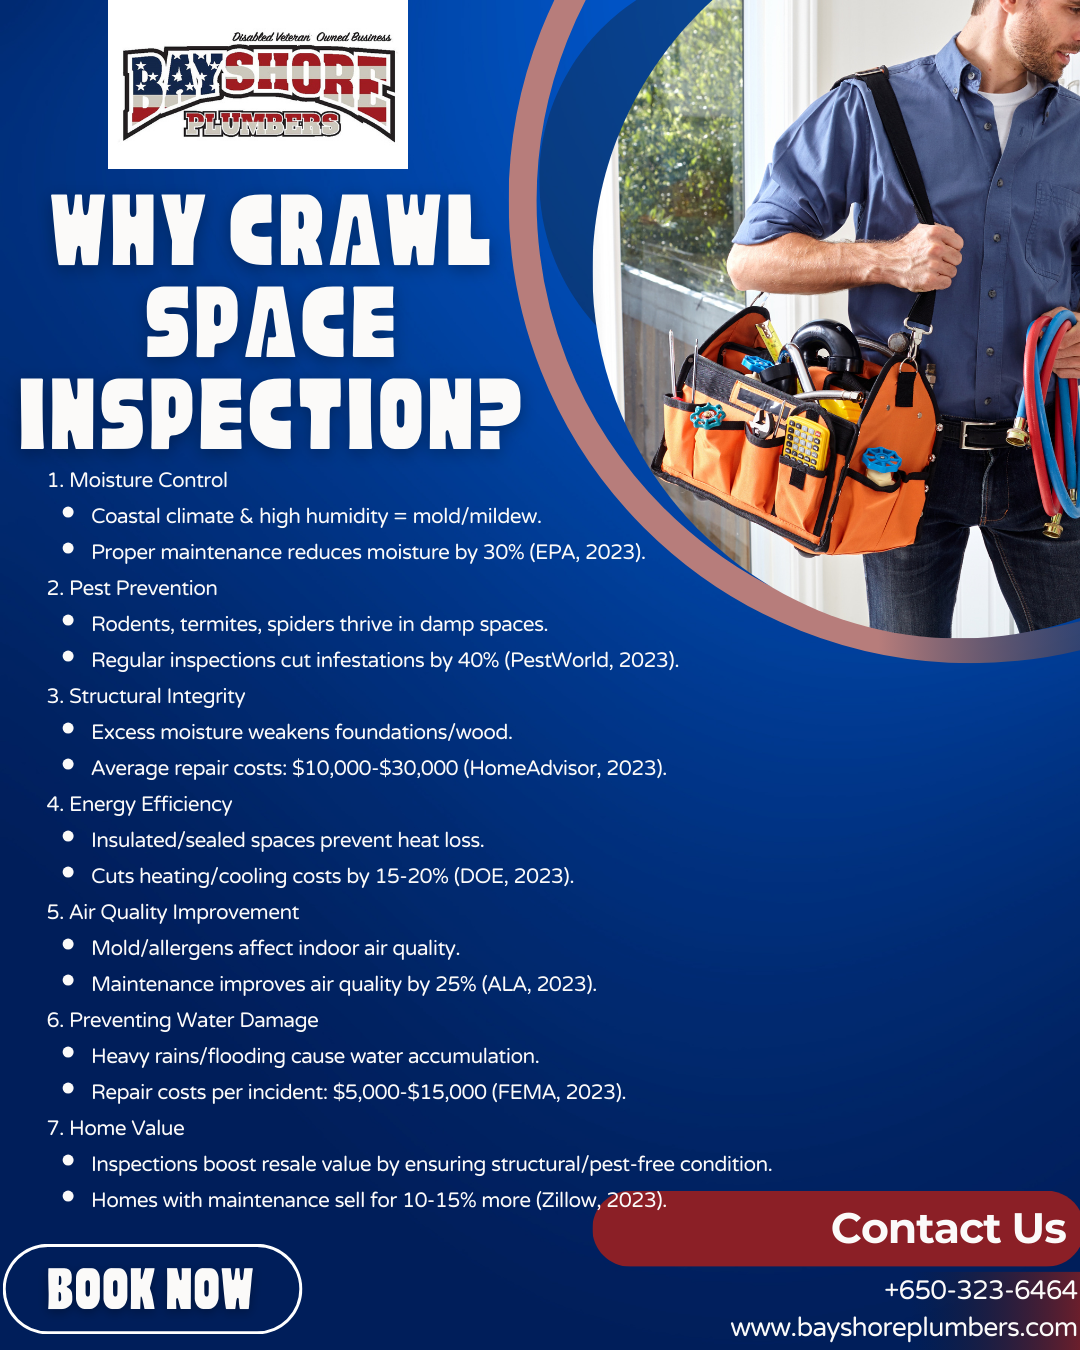 Disabled Veteran Owned Business
BAYSHORE
PLUMBERS
WHY CRAWL
SPACE
INSPECTION?
1. Moisture Control
• Coastal climate & high humidity = mold/mildew.
• Proper maintenance reduces moisture by 30% (EPA, 2023).
2. Pest Prevention
• Rodents, termites, spiders thrive in damp spaces.
• Regular inspections cut infestations by 40% (PestWorld, 2023).
3. Structural Integrity
• Excess moisture weakens foundations/wood.
• Average repair costs: $10,000-$30,000 (HomeAdvisor, 2023).
4. Energy Efficiency
• Insulated/sealed spaces prevent heat loss.
• Cuts heating/cooling costs by 15-20% (DOE, 2023).
5. Air Quality Improvement
• Mold/allergens affect indoor air quality.
• Maintenance improves air quality by 25% (ALA, 2023).
6. Preventing Water Damage
• Heavy rains/flooding cause water accumulation.
• Repair costs per incident: $5,000-$15,000 (FEMA, 2023).
7. Home Value
• Inspections boost resale value by ensuring structural/pest-free condition.
• Homes with maintenance sell for 10-15% more (Zillow, 2023).
Contact Us
BOOK NOW
+650-323-6464
www.bayshoreplumbers.com